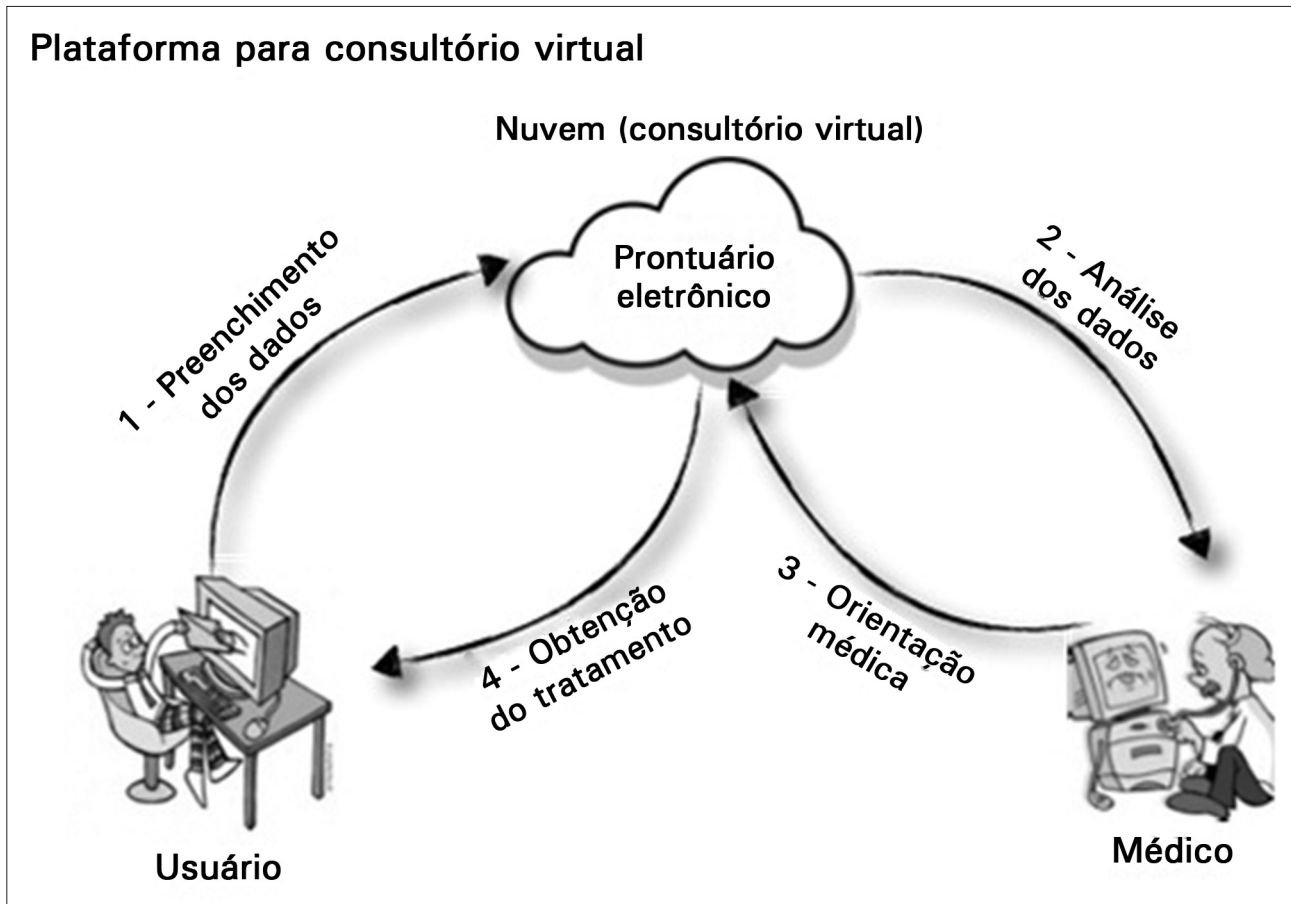 Plataforma para consultório virtual
Nuvem (consultório virtual)
Prontuário
eletrônico
1 - Preenchimento
dos dados
2 - Análise
dos dados
3 - Orientação
médica
4 - Obtenção
do tratamento
Usuário
Médico